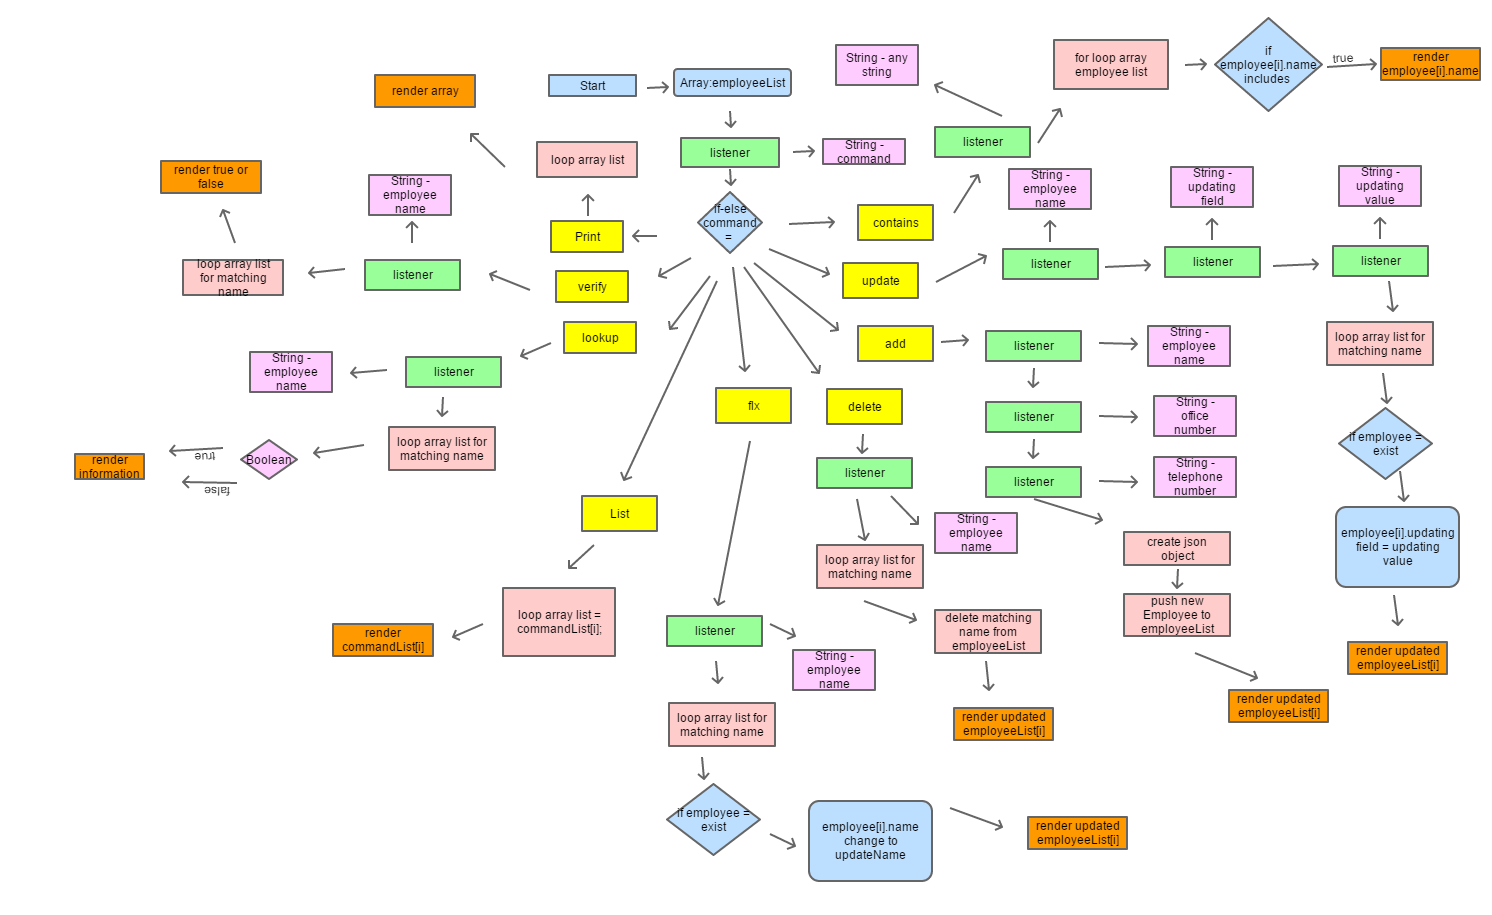 Start
Array:employeeList
listener
String -
command
if-else
command
=
render array
loop array list
Print
render true or
false
String -
employee
name
loop array list
for matching
name
listener
verify
lookup
listener
String -
employee
name
loop array list for
matching name
Boolean
true
false
render
information
List
loop array list =
commandList[i];
render
commandList[i]
flx
listener
String -
employee
name
loop array list for
matching name
if employee =
exist
employee[i].name
change to
updateName
render updated
employeeList[i]
delete
listener
String -
employee
name
loop array list for
matching name
delete matching
name from
employeeList
render updated
employeeList[i]
add
listener
String -
employee
name
listener
String -
office
number
listener
String -
telephone
number
create json
object
push new
Employee to
employeeList
render updated
employeeList[i]
update
listener
String -
employee
name
listener
String -
updating
field
listener
String -
updating
value
loop array list for
matching name
if employee =
exist
employee[i].updating
field = updating
value
render updated
employeeList[i]
contains
listener
String - any
string
for loop array
employee list
if
employee[i].name
includes
true
render
employee[i].name